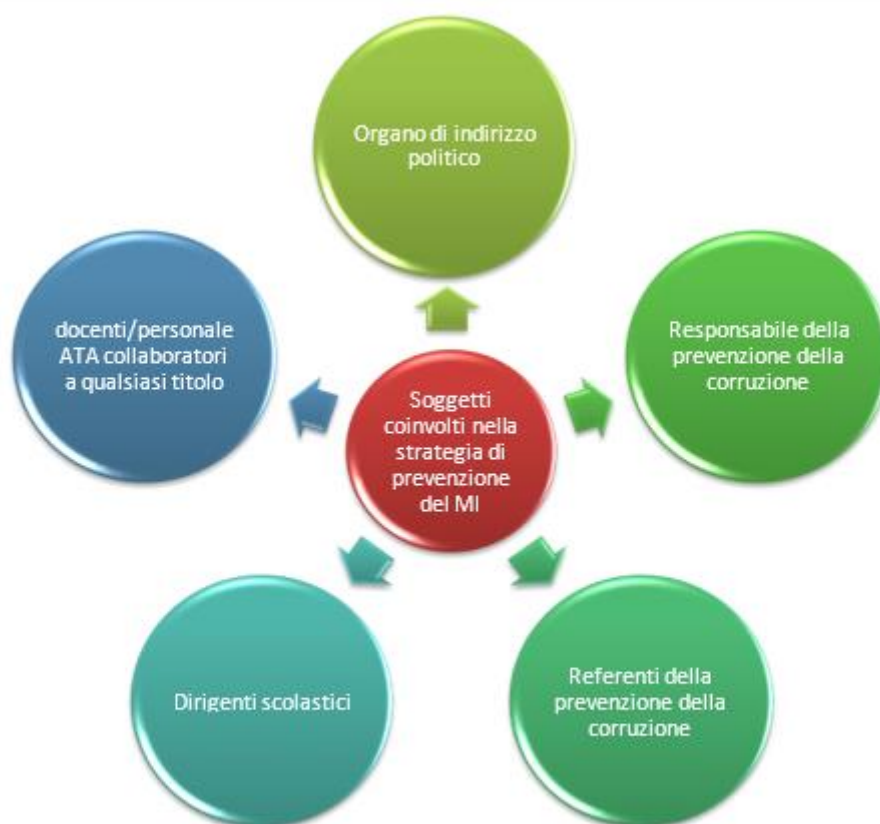 Organo di indirizzo
politico
docenti/personale
ATA collaboratori
a qualsiasi titolo
Responsabile della
prevenzione della
corruzione
Soggetti
coinvolti nella
strategia di
prevenzione
del MI
Dirigenti scolastici
Referenti della
prevenzione della
corruzione